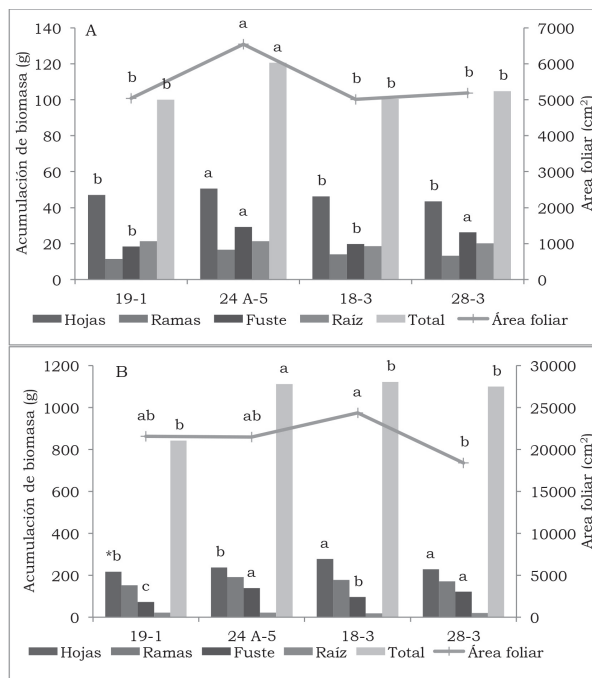 A
Acumulación de biomasa (g)
Area foliar (cm²)
140
120
100
80
60
40
20
0
7000
6000
5000
4000
3000
2000
1000
0
b b a a b b b b
b b a a b b b a
19-1 24 A-5 18-3 28-3
Hojas Ramas Fuste Raíz Total Área foliar
B
Acumulación de biomasa (g)
Area foliar (cm²)
1200
1000
800
600
400
200
0
30000
25000
20000
15000
10000
5000
0
ab b ab a a b b b
*b c b a a b a a
19-1 24 A-5 18-3 28-3
Hojas Ramas Fuste Raíz Total Área foliar